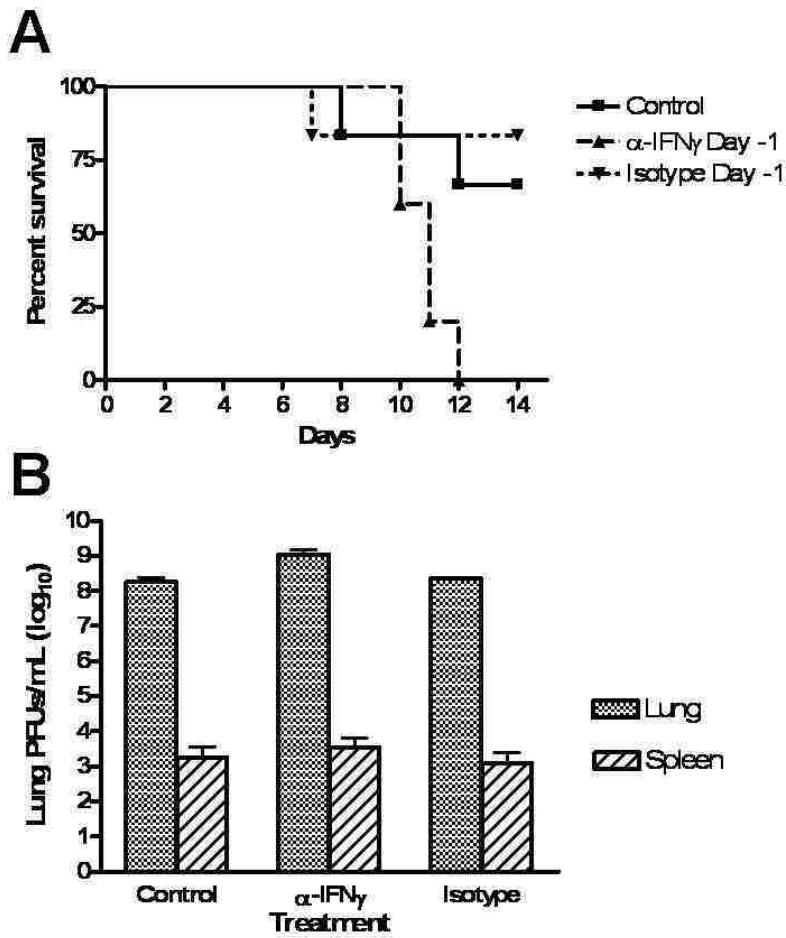 A
Percent survival
100
75
50
25
0
0 2 4 6 8 10 12 14
Days
Control
α-IFNγ Day -1
Isotype Day -1
B
Lung PFUs/mL (log10)
10
9
8
7
6
5
4
3
2
1
0
Control α-IFNγ Isotype
Treatment
Lung
Spleen